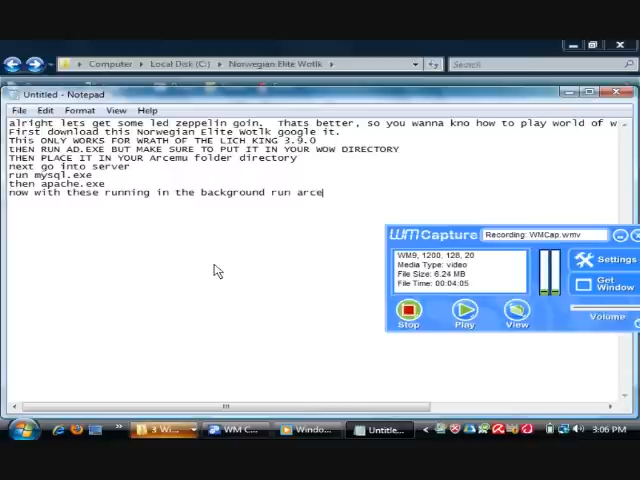 Computer ▸ Local Disk (C:) ▸ Norwegian Elite Wotlk ▸
Search
Untitled - Notepad
File Edit Format View Help
alright lets get some led zeppelin goin. Thats better, so you wanna kno how to play world of w
First download this Norwegian Elite Wotlk google it.
This ONLY WORKS FOR WRATH OF THE LICH KING 3.9.0
THEN RUN AD.EXE BUT MAKE SURE TO PUT IT IN YOUR WOW DIRECTORY
THEN PLACE IT IN YOUR Arcemu folder directory
next go into server
run mysql.exe
then apache.exe
now with these running in the background run arce
WM Capture
Recording: WMCap.wmv
WM9, 1200, 128, 20
Media Type: video
File Size: 6.24 MB
File Time: 00:04:05
Settings
Get
Window
Stop Play View
Volume
3 Wi...
WM C...
Windo...
Untitle...
3:06 PM